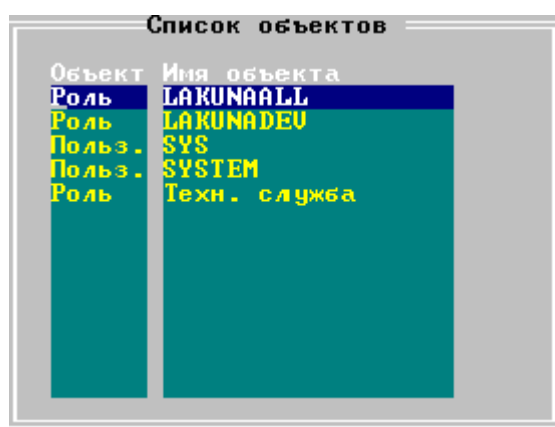 Список объектов
Объект Имя объекта
Роль LAKUNAALL
Роль LAKUNADEV
Польз. SYS
Польз. SYSTEM
Роль Техн. служба